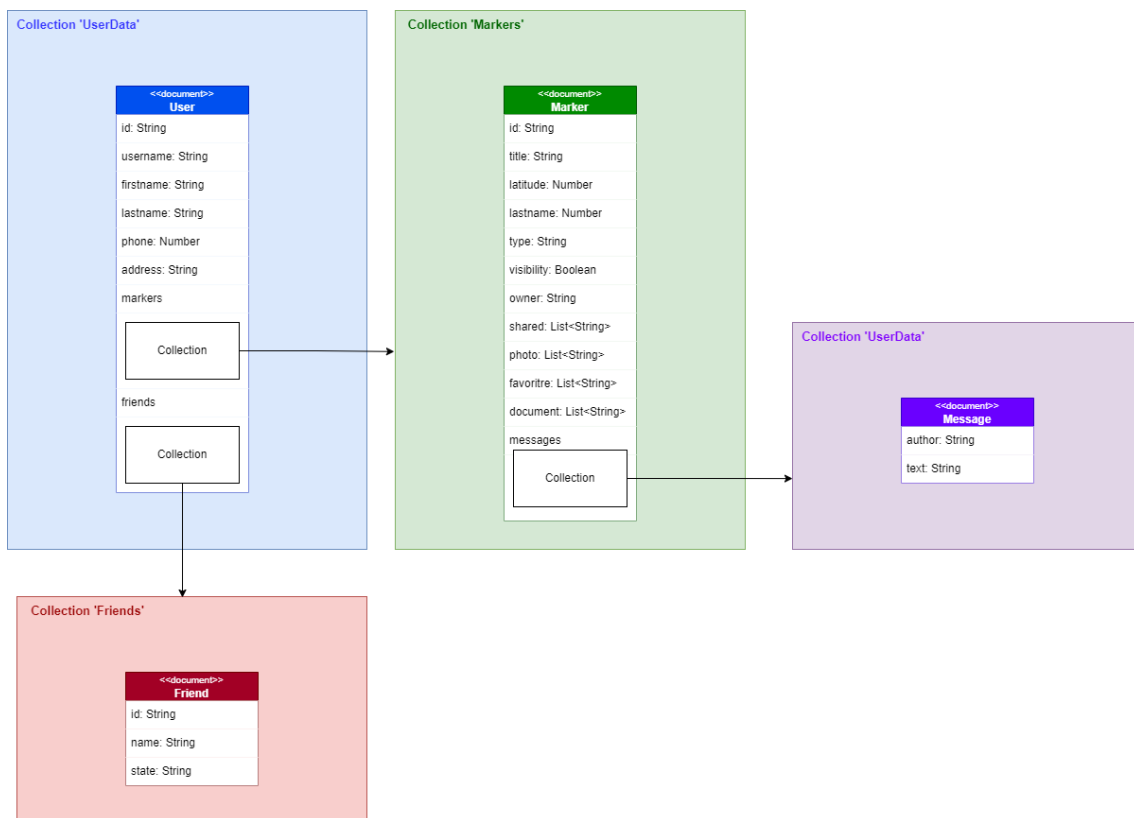 Collection 'UserData'
<<document>>
User
id: String
username: String
firstname: String
lastname: String
phone: Number
address: String
markers
Collection
friends
Collection
Collection 'Markers'
<<document>>
Marker
id: String
title: String
latitude: Number
lastname: Number
type: String
visibility: Boolean
owner: String
shared: List<String>
photo: List<String>
favoritre: List<String>
document: List<String>
messages
Collection
Collection 'UserData'
<<document>>
Message
author: String
text: String
Collection 'Friends'
<<document>>
Friend
id: String
name: String
state: String